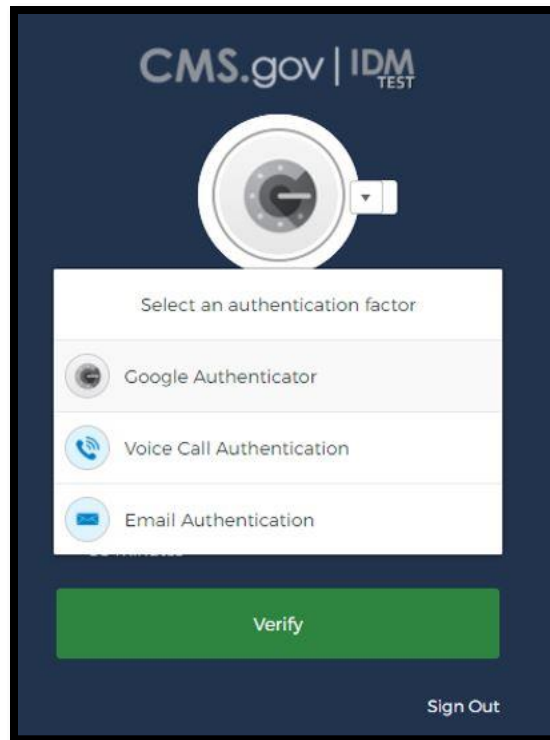 CMS.gov | IDM
TEST
Select an authentication factor
Google Authenticator
Voice Call Authentication
Email Authentication
Verify
Sign Out